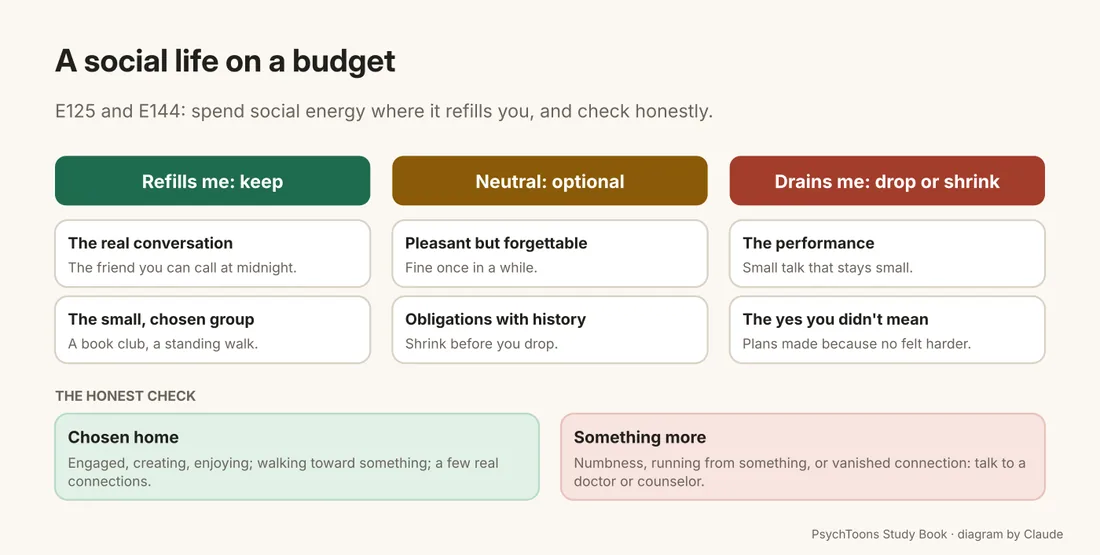 A social life on a budget
E125 and E144: spend social energy where it refills you, and check honestly.
Refills me: keep
Neutral: optional
Drains me: drop or shrink
The real conversation
The friend you can call at midnight.
Pleasant but forgettable
Fine once in a while.
The performance
Small talk that stays small.
The small, chosen group
A book club, a standing walk.
Obligations with history
Shrink before you drop.
The yes you didn't mean
Plans made because no felt harder.
THE HONEST CHECK
Chosen home
Engaged, creating, enjoying; walking toward something; a few real
connections.
Something more
Numbness, running from something, or vanished connection: talk to a
doctor or counselor.
PsychToons Study Book · diagram by Claude